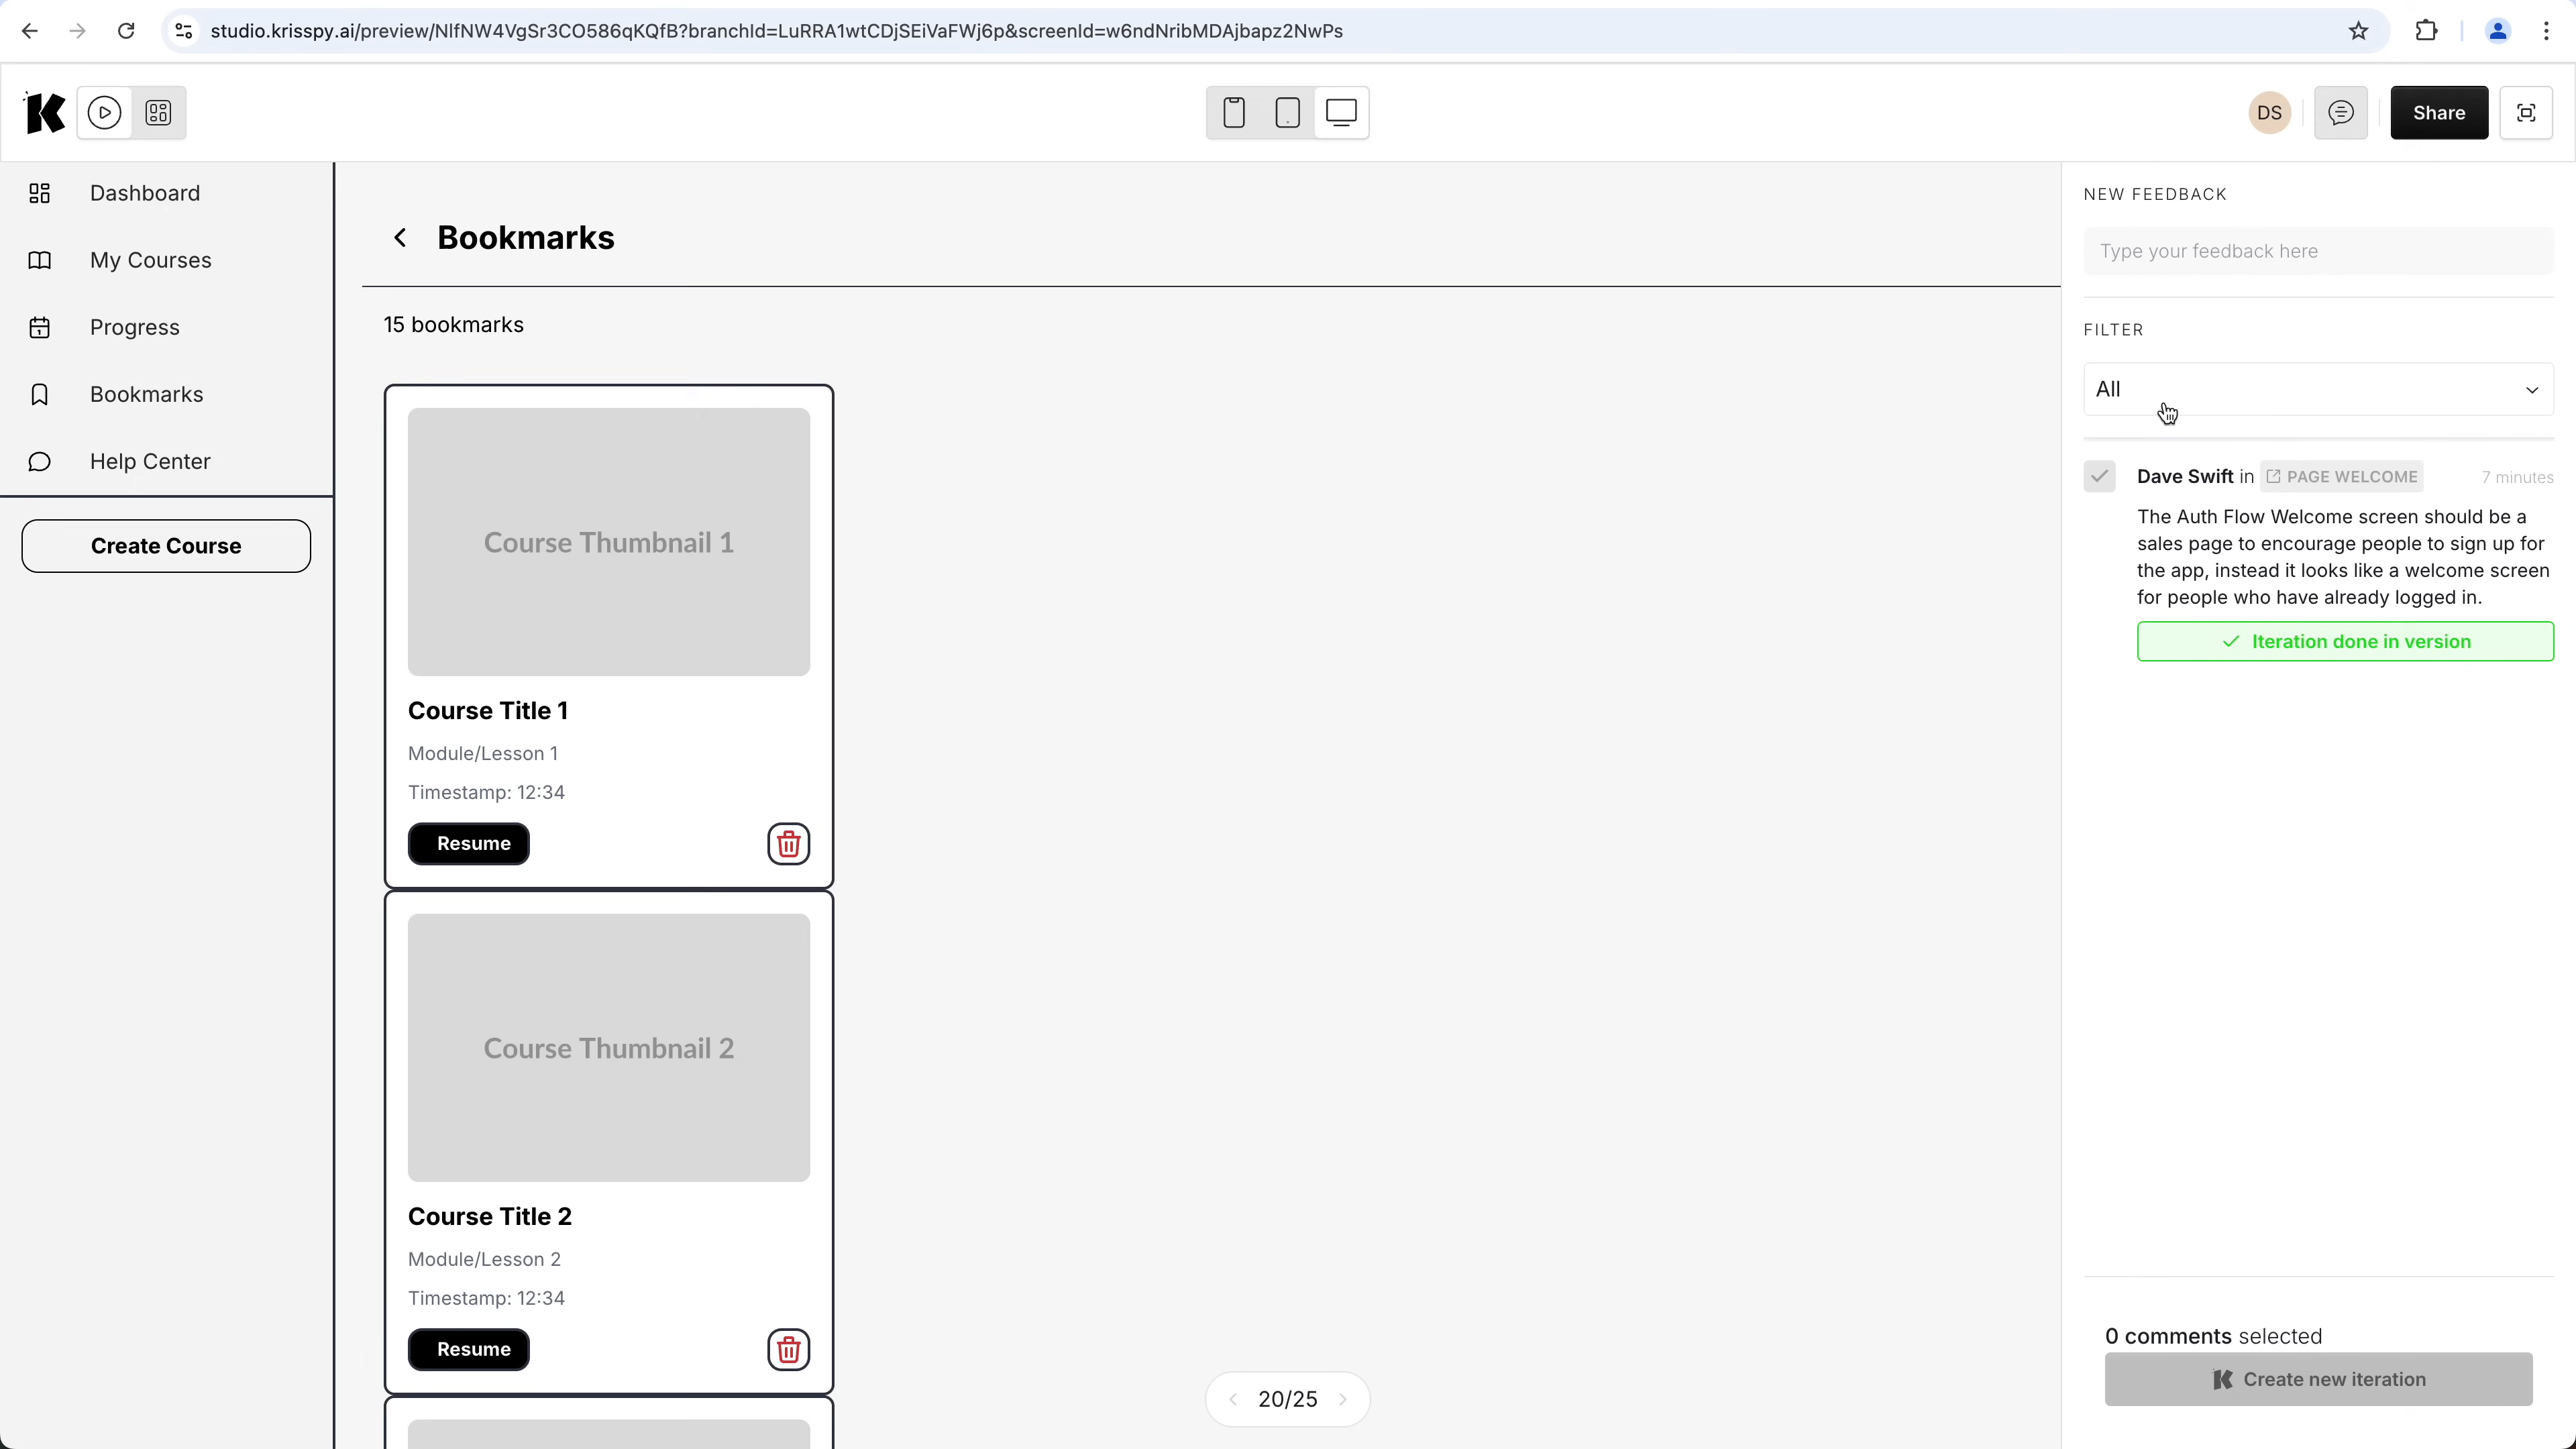 studio.krisspy.ai/preview/NlfNW4VgSr3CO586qKQfB?branchId=LuRRA1wtCDjSEiVaFWj6p&screenId=w6ndNribMDAjbapz2NwPs
DS
Share
Dashboard
My Courses
Progress
Bookmarks
Help Center
Create Course
Bookmarks
15 bookmarks
Course Thumbnail 1
Course Title 1
Module/Lesson 1
Timestamp: 12:34
Resume
Course Thumbnail 2
Course Title 2
Module/Lesson 2
Timestamp: 12:34
Resume
20/25
NEW FEEDBACK
Type your feedback here
FILTER
All
Dave Swift in PAGE WELCOME 7 minutes
The Auth Flow Welcome screen should be a
sales page to encourage people to sign up for
the app, instead it looks like a welcome screen
for people who have already logged in.
Iteration done in version
0 comments selected
Create new iteration